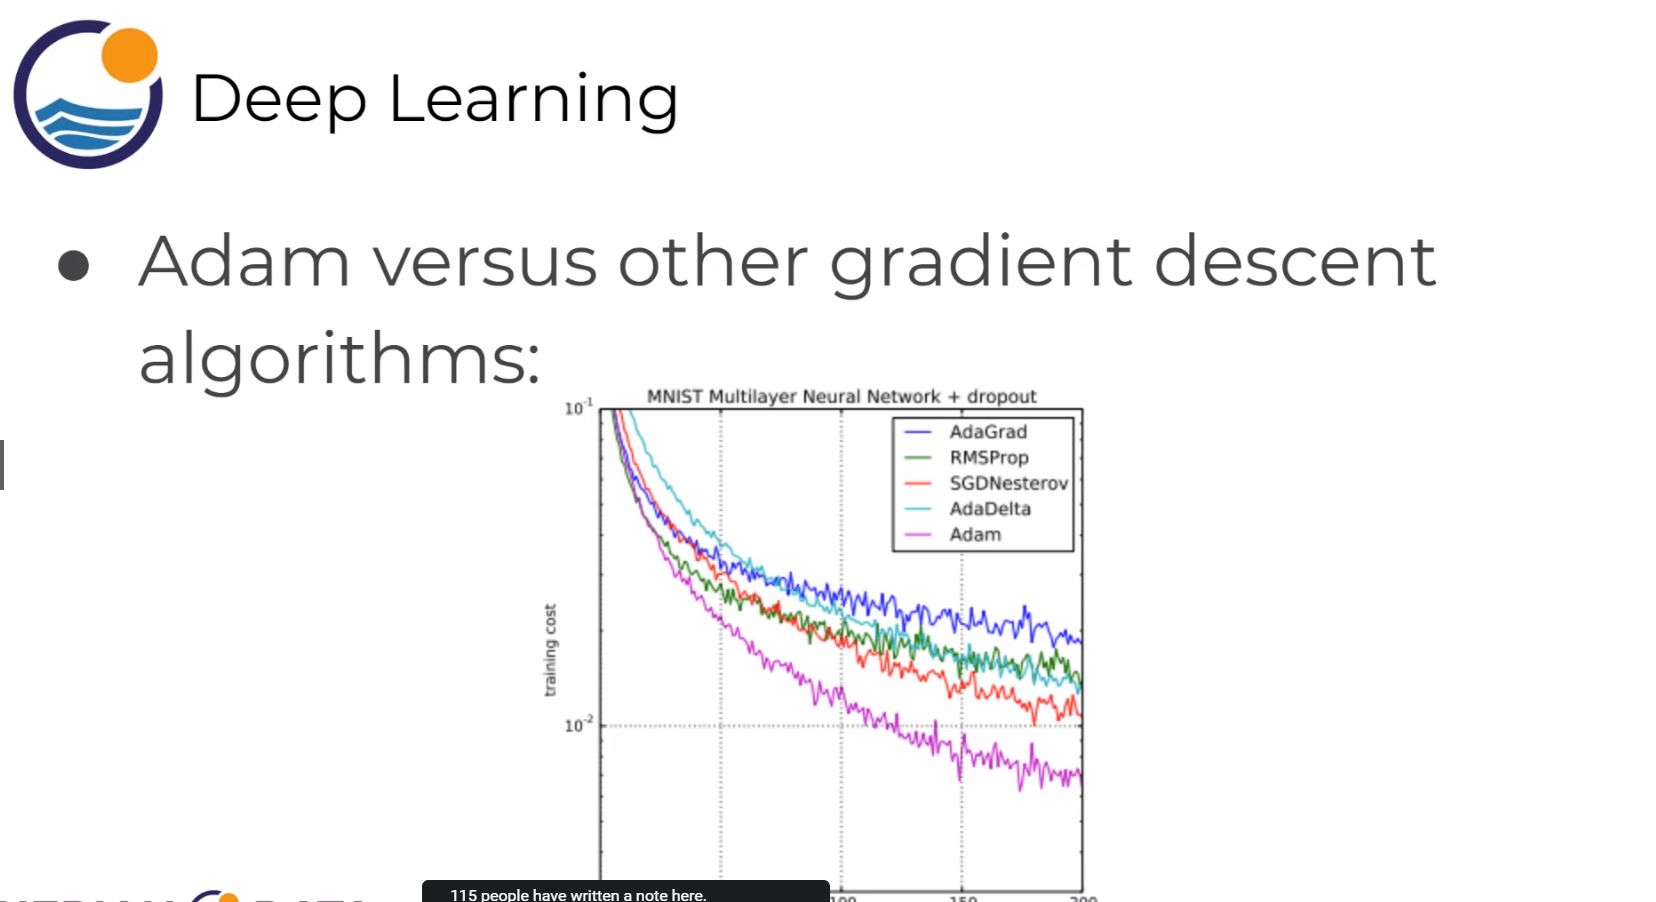 Deep Learning
● Adam versus other gradient descent
algorithms:
MNIST Multilayer Neural Network + dropout
10-1
AdaGrad
RMSProp
SGDNesterov
AdaDelta
Adam
training cost
10-2
115 people have written a note here.
100
150
200